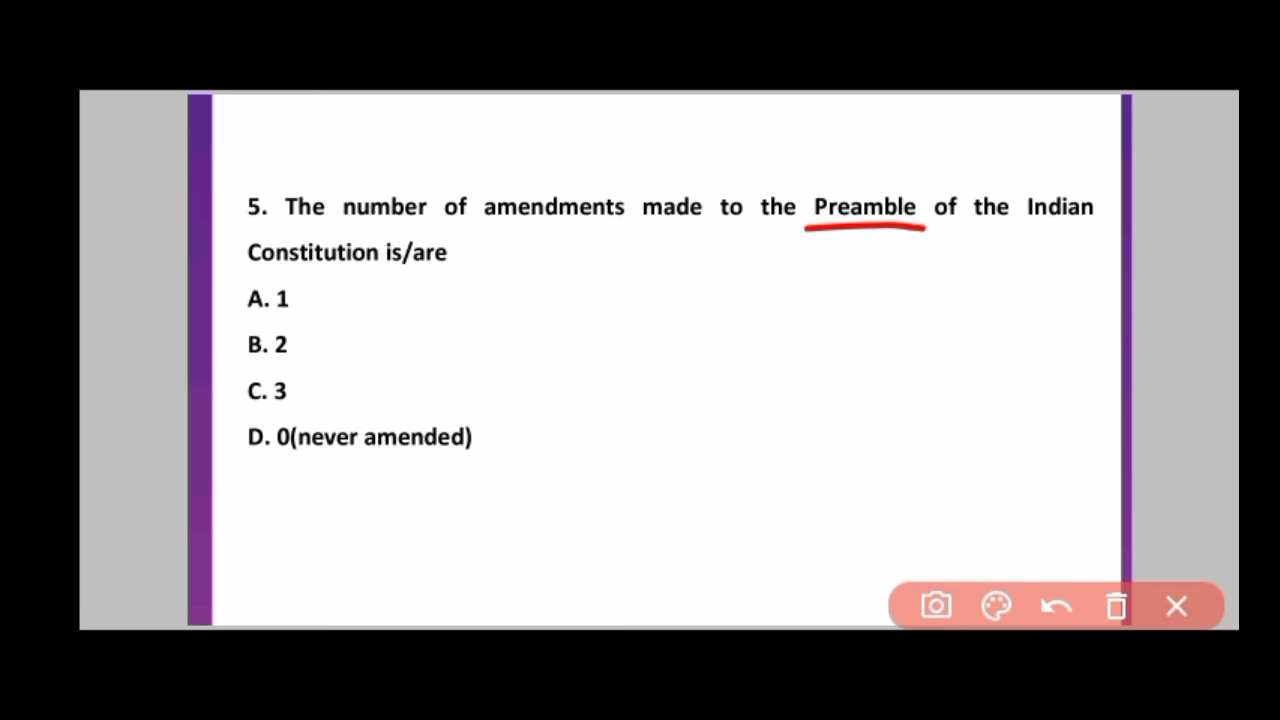 5. The number of amendments made to the Preamble of the Indian
Constitution is/are
A. 1
B. 2
C. 3
D. 0(never amended)